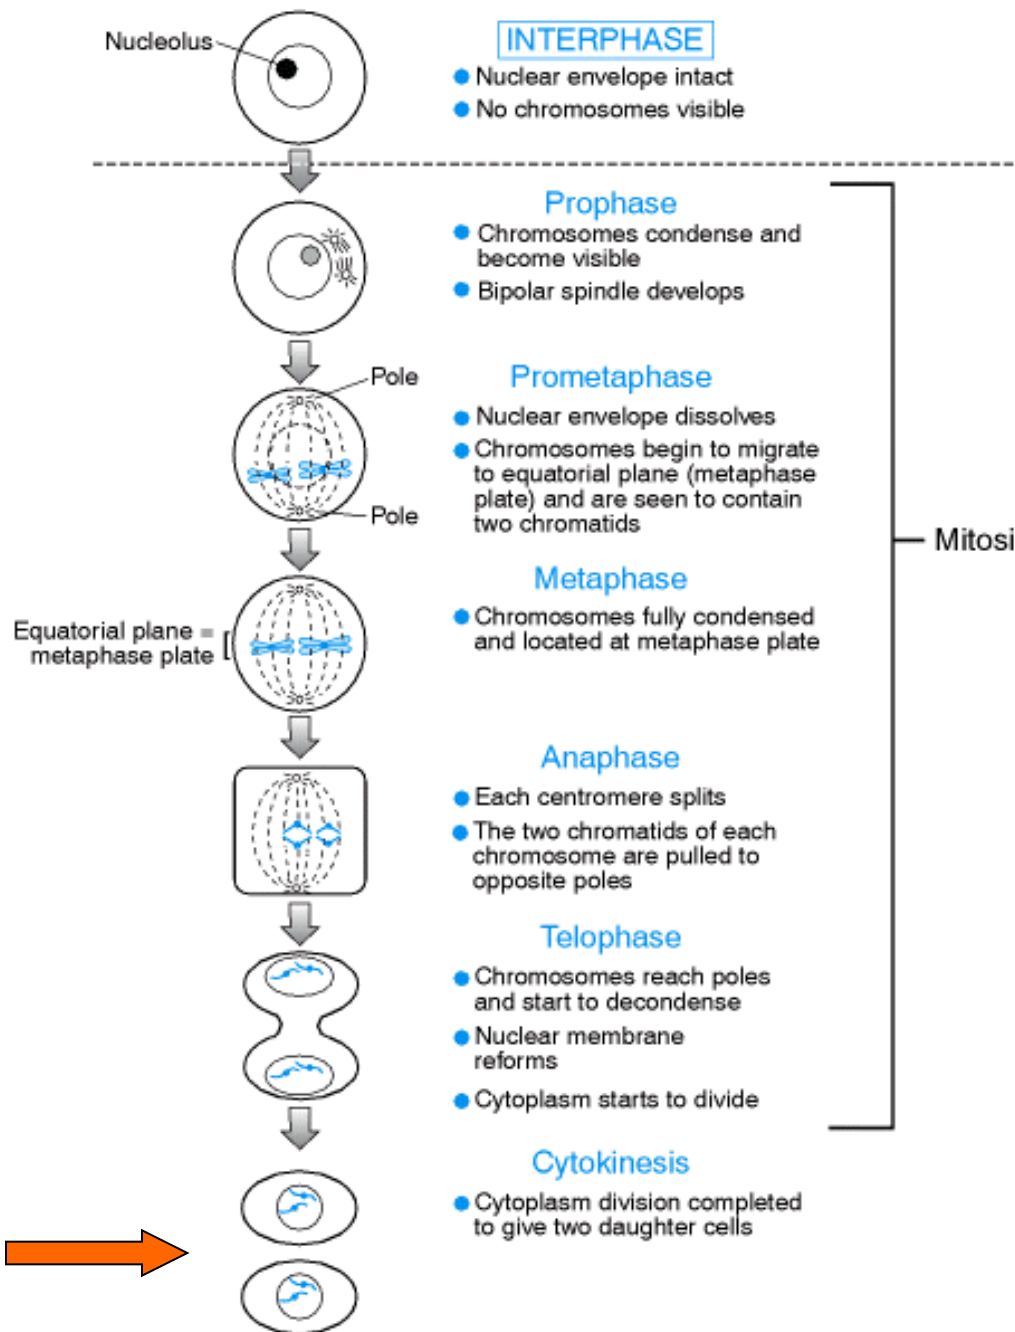 Nucleolus
INTERPHASE
Nuclear envelope intact
No chromosomes visible
Prophase
Chromosomes condense and
become visible
Bipolar spindle develops
Pole
Prometaphase
Nuclear envelope dissolves
Chromosomes begin to migrate
to equatorial plane (metaphase
plate) and are seen to contain
two chromatids
Pole
Mitosi
Metaphase
Chromosomes fully condensed
and located at metaphase plate
Equatorial plane =
metaphase plate
Anaphase
Each centromere splits
The two chromatids of each
chromosome are pulled to
opposite poles
Telophase
Chromosomes reach poles
and start to decondense
Nuclear membrane
reforms
Cytoplasm starts to divide
Cytokinesis
Cytoplasm division completed
to give two daughter cells